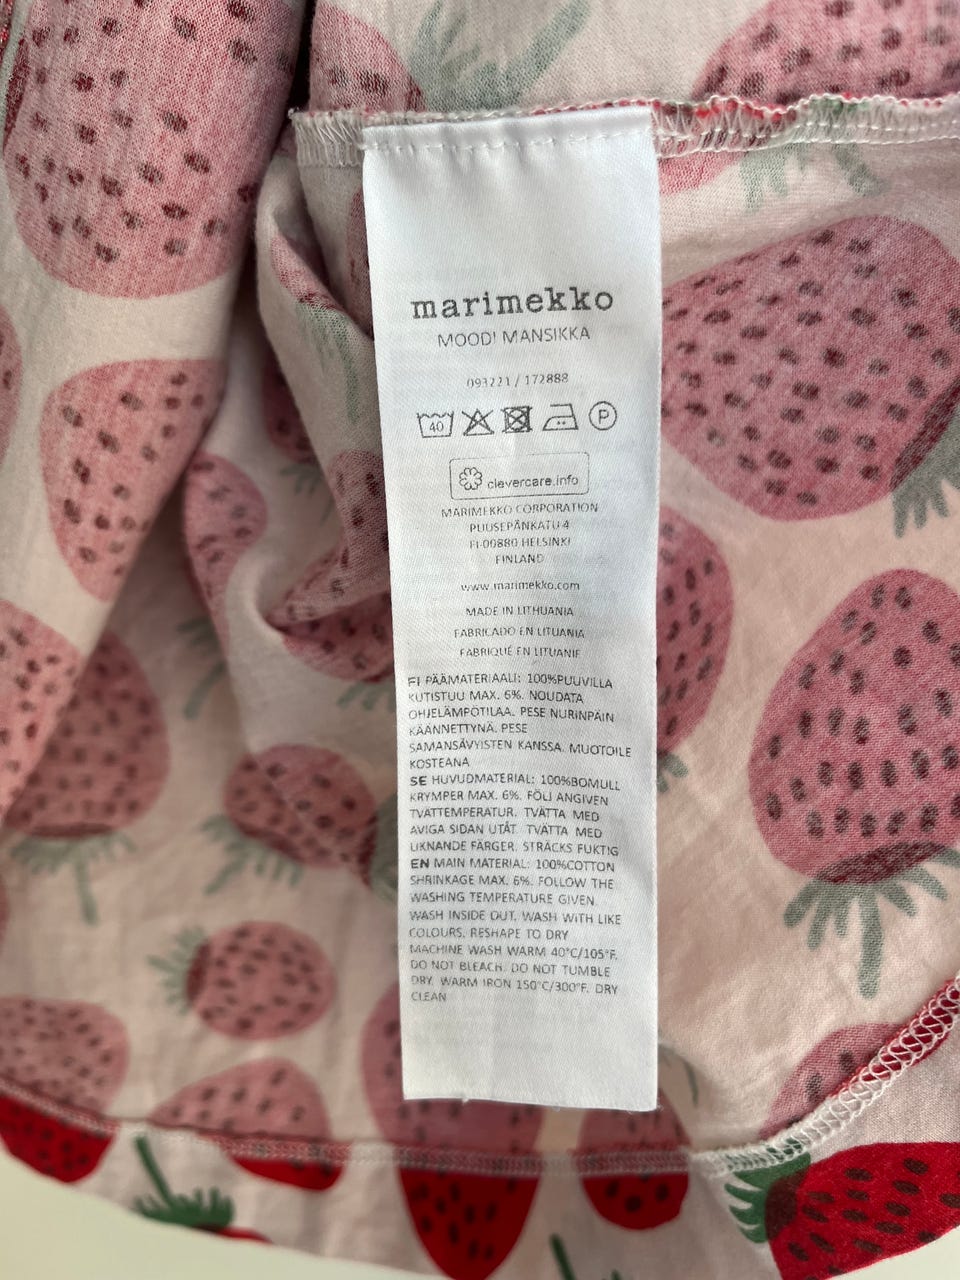 marimekko
MOODI MANSIKKA
093221 / 172888
40 P
clevercare.info
MARIMEKKO CORPORATION
PUUSEPÄNKATU 4
FI-00880 HELSINKI
FINLAND
www.marimekko.com
MADE IN LITHUANIA
FABRICADO EN LITUANIA
FABRIQUÉ EN LITUANIE
FI PÄÄMATERIAALI: 100%PUUVILLA
KUTISTUU MAX. 6%. NOUDATA
OHJELÄMPÖTILAA. PESE NURINPÄIN
KÄÄNNETTYNÄ. PESE
SAMANSÄVYISTEN KANSSA. MUOTOILE
KOSTEANA
SE HUVUDMATERIAL: 100%BOMULL
KRYMPER MAX. 6%. FÖLJ ANGIVEN
TVÄTTEMPERATUR. TVÄTTA MED
AVIGA SIDAN UTÅT. TVÄTTA MED
LIKNANDE FÄRGER. STRÄCKS FUKTIG
EN MAIN MATERIAL: 100%COTTON
SHRINKAGE MAX. 6%. FOLLOW THE
WASHING TEMPERATURE GIVEN.
WASH INSIDE OUT. WASH WITH LIKE
COLOURS. RESHAPE TO DRY
MACHINE WASH WARM 40°C/105°F.
DO NOT BLEACH. DO NOT TUMBLE
DRY. WARM IRON 150°C/300°F. DRY
CLEAN